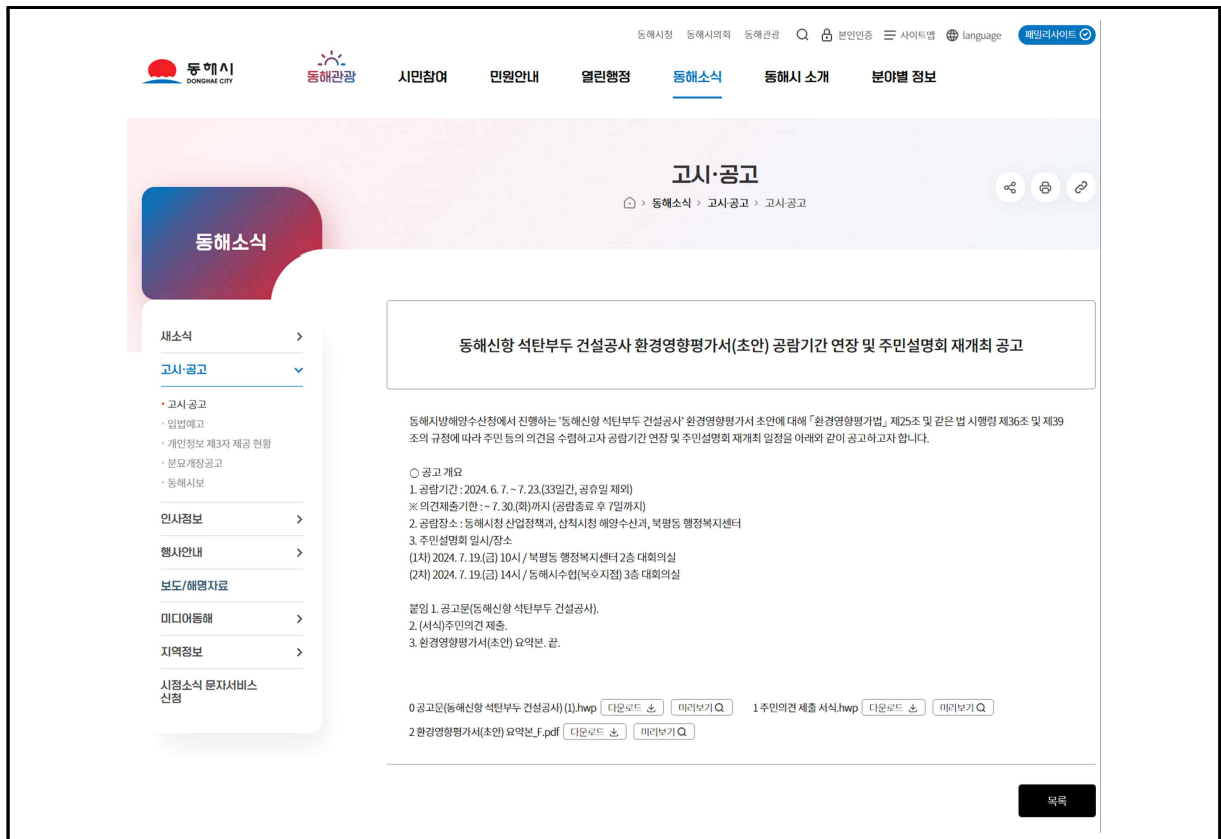 동해시청 동해시의회 동해관광 본인인증 사이트맵 language 패밀리사이트
동해시
DONGHAE CITY
동해관광 시민참여 민원안내 열린행정 동해소식 동해시 소개 분야별 정보
고시·공고
동해소식 > 고시·공고 > 고시·공고
동해소식
새소식
고시·공고
고시·공고
입법예고
개인정보 제3자 제공 현황
분묘개장공고
동해시보
인사정보
행사안내
보도/해명자료
미디어동해
지역정보
시정소식 문자서비스
신청
동해신항 석탄부두 건설공사 환경영향평가서(초안) 공람기간 연장 및 주민설명회 재개최 공고
동해지방해양수산청에서 진행하는 '동해신항 석탄부두 건설공사' 환경영향평가서 초안에 대해 「환경영향평가법」 제25조 및 같은 법 시행령 제36조 및 제39
조의 규정에 따라 주민 등의 의견을 수렴하고자 공람기간 연장 및 주민설명회 재개최 일정을 아래와 같이 공고하고자 합니다.
○ 공고 개요
1. 공람기간 : 2024. 6. 7. ~ 7. 23.(33일간, 공휴일 제외)
※ 의견제출기한 : ~ 7. 30.(화)까지 (공람종료 후 7일까지)
2. 공람장소 : 동해시청 산업정책과, 삼척시청 해양수산과, 북평동 행정복지센터
3. 주민설명회 일시/장소
(1차) 2024. 7. 19.(금) 10시 / 북평동 행정복지센터 2층 대회의실
(2차) 2024. 7. 19.(금) 14시 / 동해시수협(묵호지점) 3층 대회의실
붙임 1. 공고문(동해신항 석탄부두 건설공사).
2. (서식)주민의견 제출.
3. 환경영향평가서(초안) 요약본. 끝.
0 공고문(동해신항 석탄부두 건설공사) (1).hwp 다운로드 미리보기 1 주민의견 제출 서식.hwp 다운로드 미리보기
2 환경영향평가서(초안) 요약본_F.pdf 다운로드 미리보기
목록